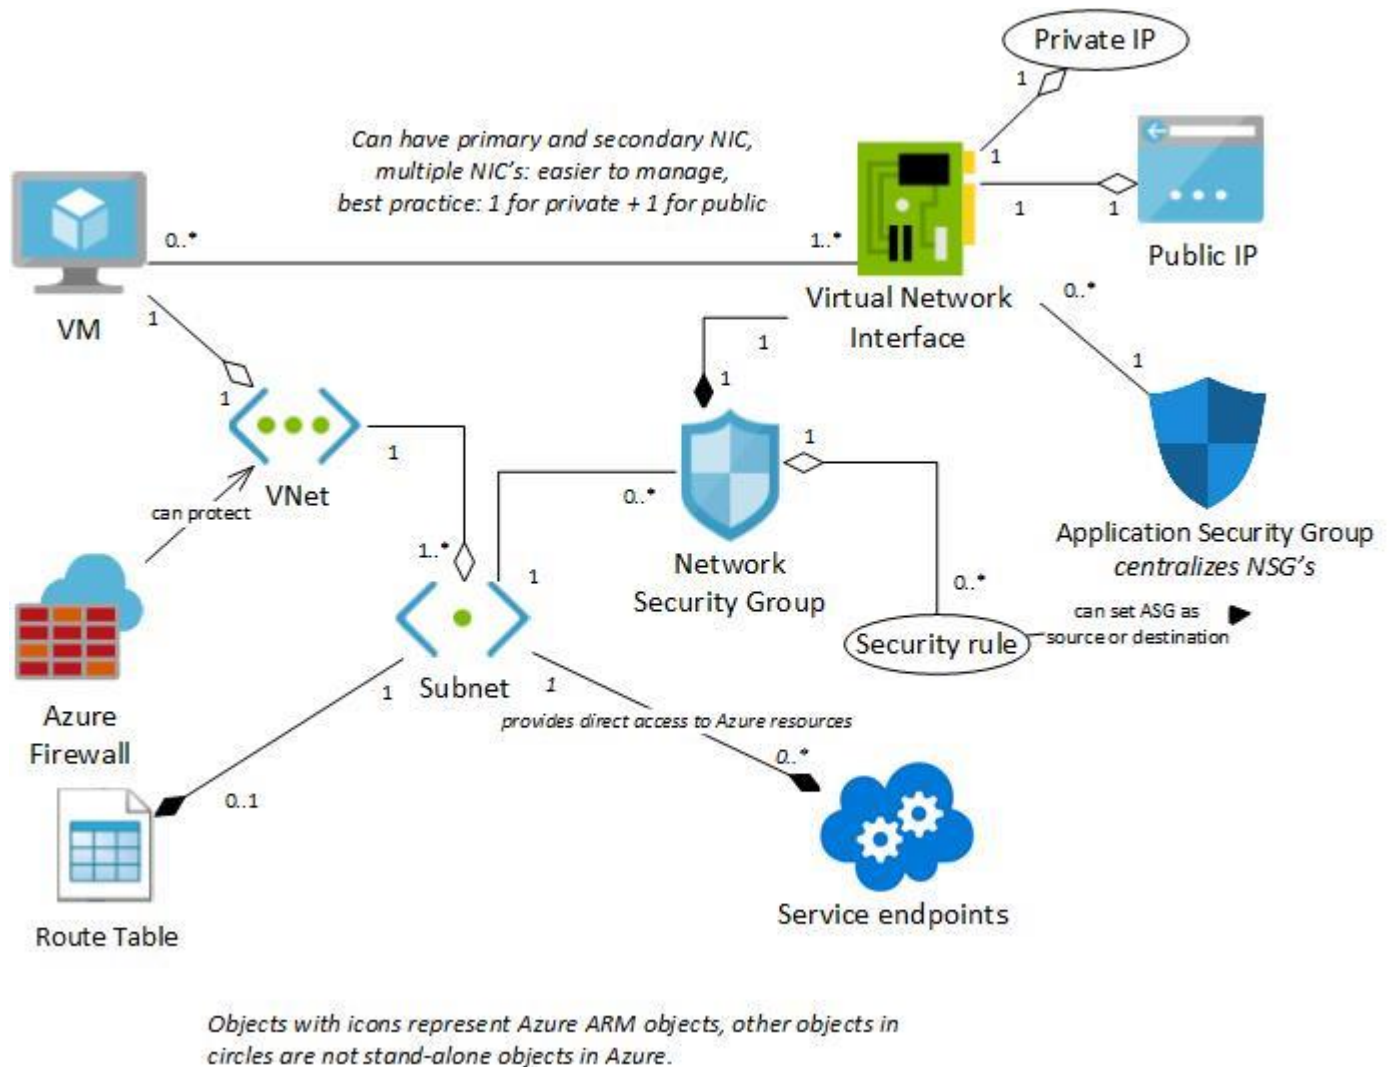 Private IP
1
Can have primary and secondary NIC,
multiple NIC's: easier to manage,
best practice: 1 for private + 1 for public
1
1
1
Public IP
0..*
1..*
VM
1
Virtual Network
Interface
0..*
1
1
1
1
VNet
1
1
can protect
0..*
1..*
1
Network
Security Group
0..*
Application Security Group
centralizes NSG's
can set ASG as
source or destination
Security rule
Azure
Firewall
1
Subnet
1
provides direct access to Azure resources
0..*
0..1
Route Table
Service endpoints
Objects with icons represent Azure ARM objects, other objects in
circles are not stand-alone objects in Azure.